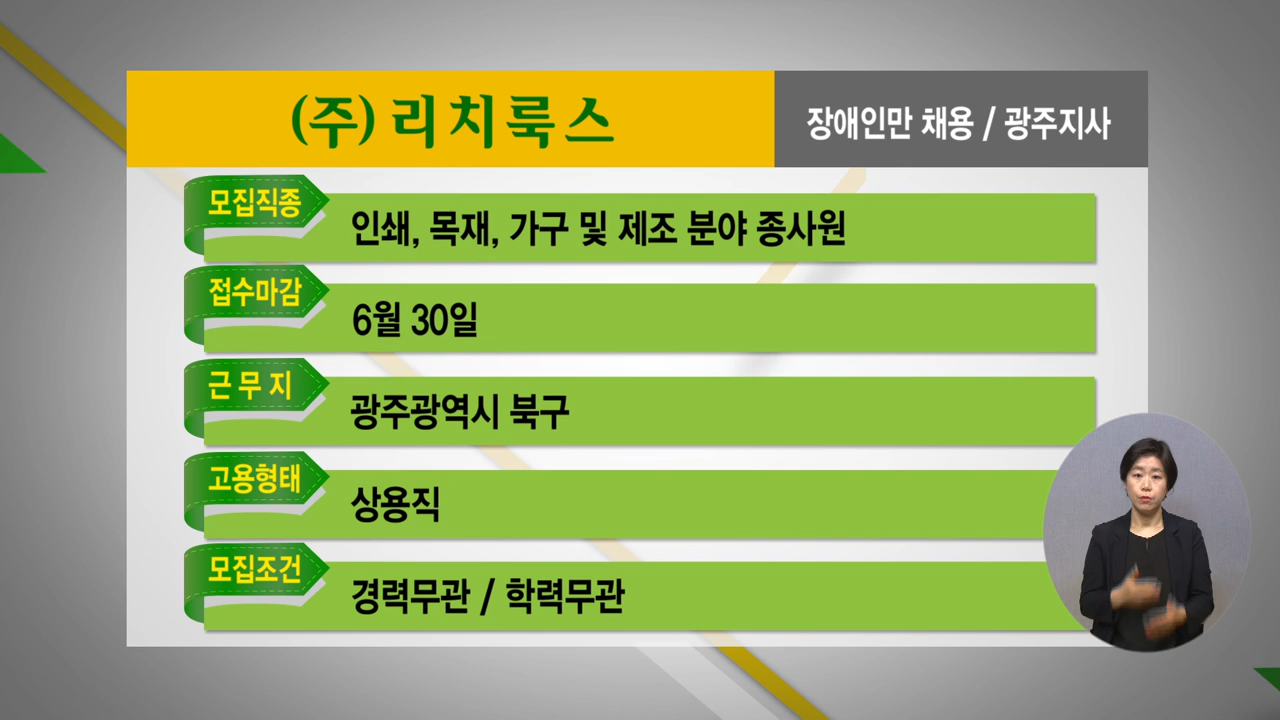 (주)리치룩스
장애인만 채용 / 광주지사
모집직종
인쇄, 목재, 가구 및 제조 분야 종사원
접수마감
6월 30일
근 무 지
광주광역시 북구
고용형태
상용직
모집조건
경력무관 / 학력무관